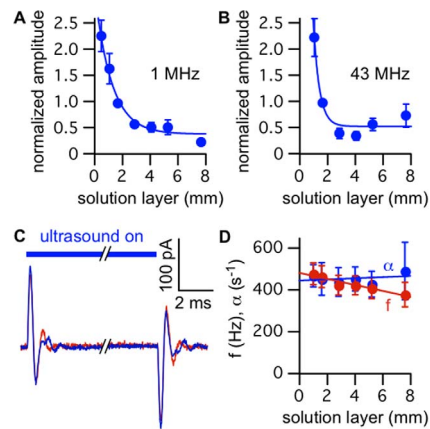 A
normalized amplitude
2.5
2.0
1.5
1.0
0.5
0
1 MHz
0 2 4 6 8
solution layer (mm)
B
normalized amplitude
2.5
2.0
1.5
1.0
0.5
0
43 MHz
0 2 4 6 8
solution layer (mm)
C
ultrasound on
100 pA
2 ms
D
f (Hz), α (s⁻¹)
600
400
200
0
α
f
0 2 4 6 8
solution layer (mm)